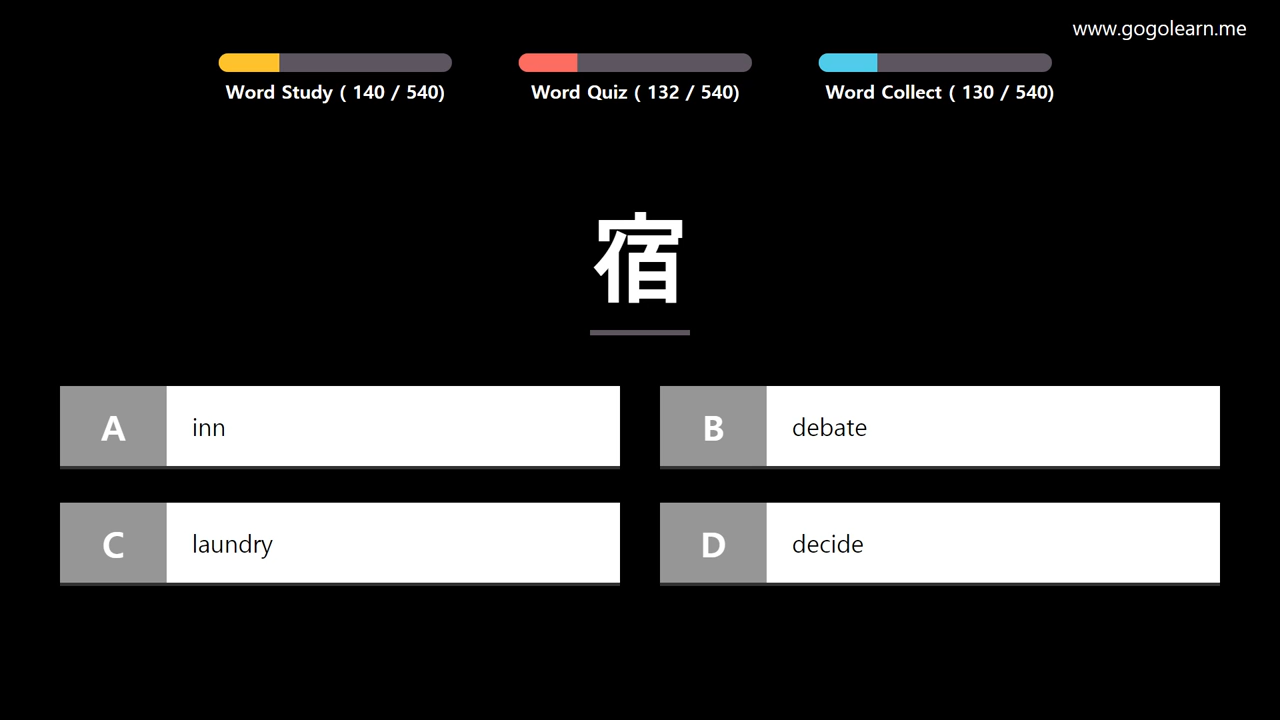 www.gogolearn.me
Word Study ( 140 / 540)
Word Quiz ( 132 / 540)
Word Collect ( 130 / 540)
宿
A inn
B debate
C laundry
D decide